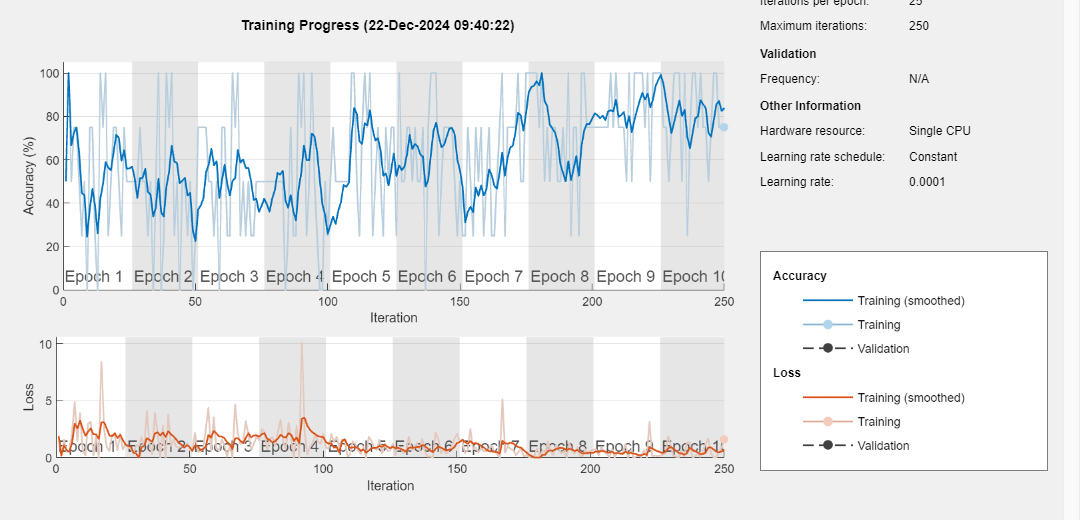 Iterations per epoch: 25
Training Progress (22-Dec-2024 09:40:22)
Maximum iterations: 250
Validation
Frequency: N/A
Other Information
Hardware resource: Single CPU
Learning rate schedule: Constant
Learning rate: 0.0001
Accuracy (%)
100
80
60
40
20
0
Epoch 1 Epoch 2 Epoch 3 Epoch 4 Epoch 5 Epoch 6 Epoch 7 Epoch 8 Epoch 9 Epoch 10
0 50 100 150 200 250
Iteration
Accuracy
Training (smoothed)
Training
Validation
Loss
Training (smoothed)
Training
Validation
Loss
10
5
0
Epoch 1 Epoch 2 Epoch 3 Epoch 4 Epoch 5 Epoch 6 Epoch 7 Epoch 8 Epoch 9 Epoch 1
0 50 100 150 200 250
Iteration